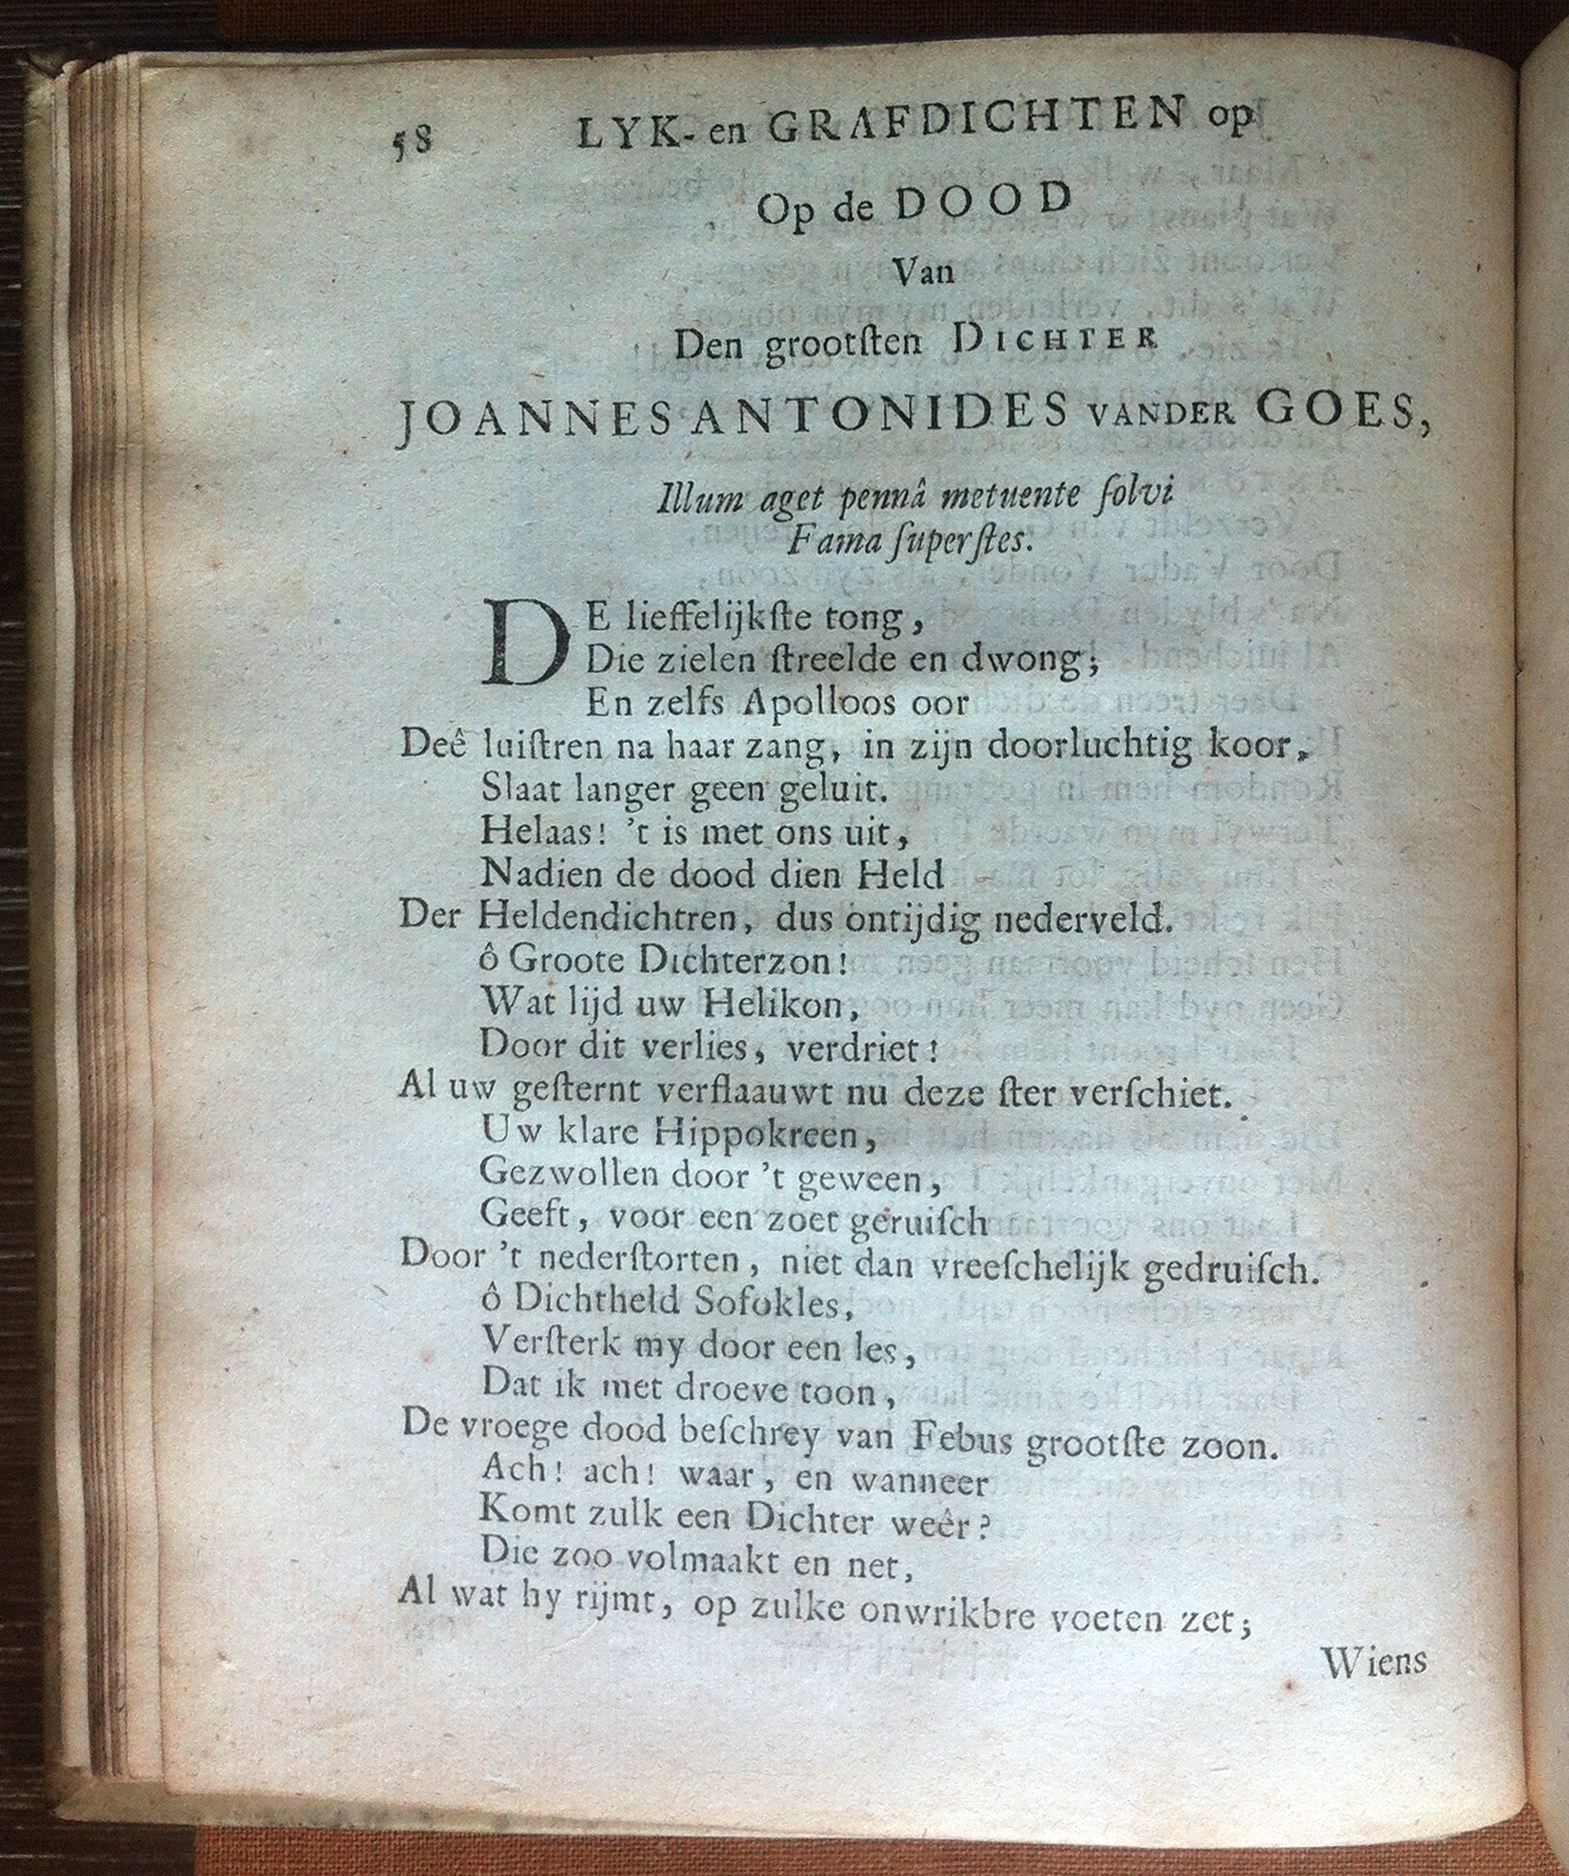 58 LYK- en GRAFDICHTEN op
Op de DOOD
Van
Den grootſten DICHTER
JOANNES ANTONIDES VANDER GOES,
Illum aget pennâ metuente ſolvi
Fama ſuperſtes.
DE lieffelijkſte tong,
Die zielen ſtreelde en dwong;
En zelfs Apolloos oor
Deê luiſtren na haar zang, in zijn doorluchtig koor,
Slaat langer geen geluit.
Helaas! 't is met ons uit,
Nadien de dood dien Held
Der Heldendichtren, dus ontijdig nederveld.
ô Groote Dichterzon!
Wat lijd uw Helikon,
Door dit verlies, verdriet!
Al uw geſternt verflaauwt nu deze ſter verſchiet.
Uw klare Hippokreen,
Gezwollen door 't geween,
Geeft, voor een zoet geruiſch
Door 't nederſtorten, niet dan vreeſchelijk gedruiſch.
ô Dichtheld Sofokles,
Verſterk my door een les,
Dat ik met droeve toon,
De vroege dood beſchrey van Febus grootſte zoon.
Ach! ach! waar, en wanneer
Komt zulk een Dichter weêr?
Die zoo volmaakt en net,
Al wat hy rijmt, op zulke onwrikbre voeten zet;
Wiens